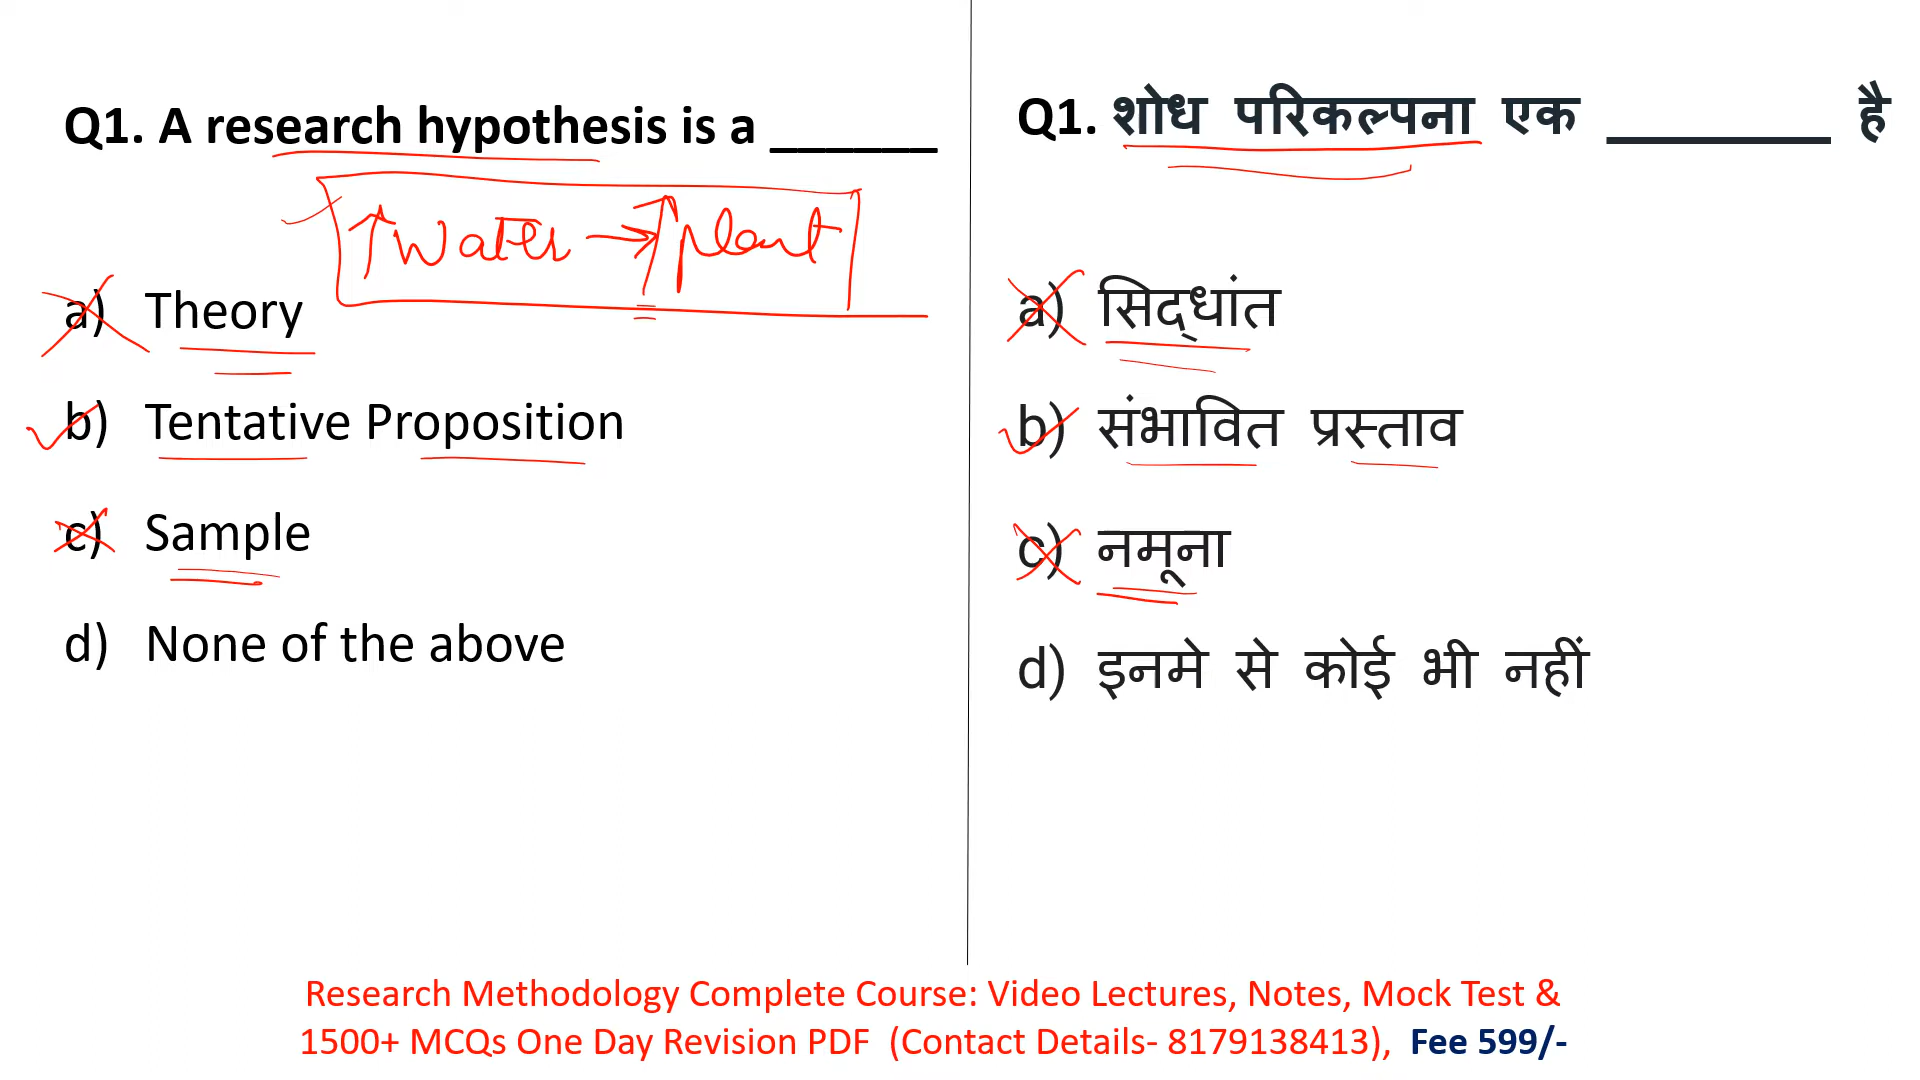 Q1. A research hypothesis is a ______
↑ Water → ↑ plant
a) Theory
b) Tentative Proposition
c) Sample
d) None of the above
Q1. शोध परिकल्पना एक ________ है
a) सिद्धांत
b) संभावित प्रस्ताव
c) नमूना
d) इनमे से कोई भी नहीं
Research Methodology Complete Course: Video Lectures, Notes, Mock Test &
1500+ MCQs One Day Revision PDF (Contact Details- 8179138413), Fee 599/-